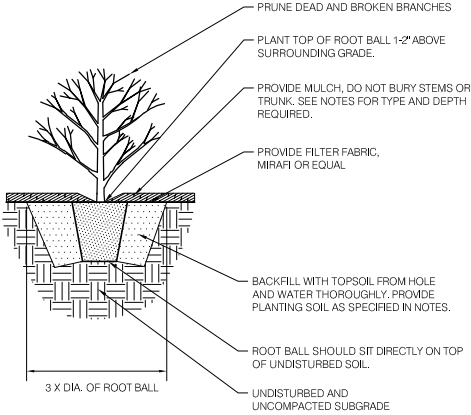 PRUNE DEAD AND BROKEN BRANCHES
PLANT TOP OF ROOT BALL 1-2" ABOVE
SURROUNDING GRADE.
PROVIDE MULCH, DO NOT BURY STEMS OR
TRUNK. SEE NOTES FOR TYPE AND DEPTH
REQUIRED.
PROVIDE FILTER FABRIC,
MIRAFI OR EQUAL
BACKFILL WITH TOPSOIL FROM HOLE
AND WATER THOROUGHLY. PROVIDE
PLANTING SOIL AS SPECIFIED IN NOTES.
ROOT BALL SHOULD SIT DIRECTLY ON TOP
OF UNDISTURBED SOIL.
3 X DIA. OF ROOT BALL
UNDISTURBED AND
UNCOMPACTED SUBGRADE